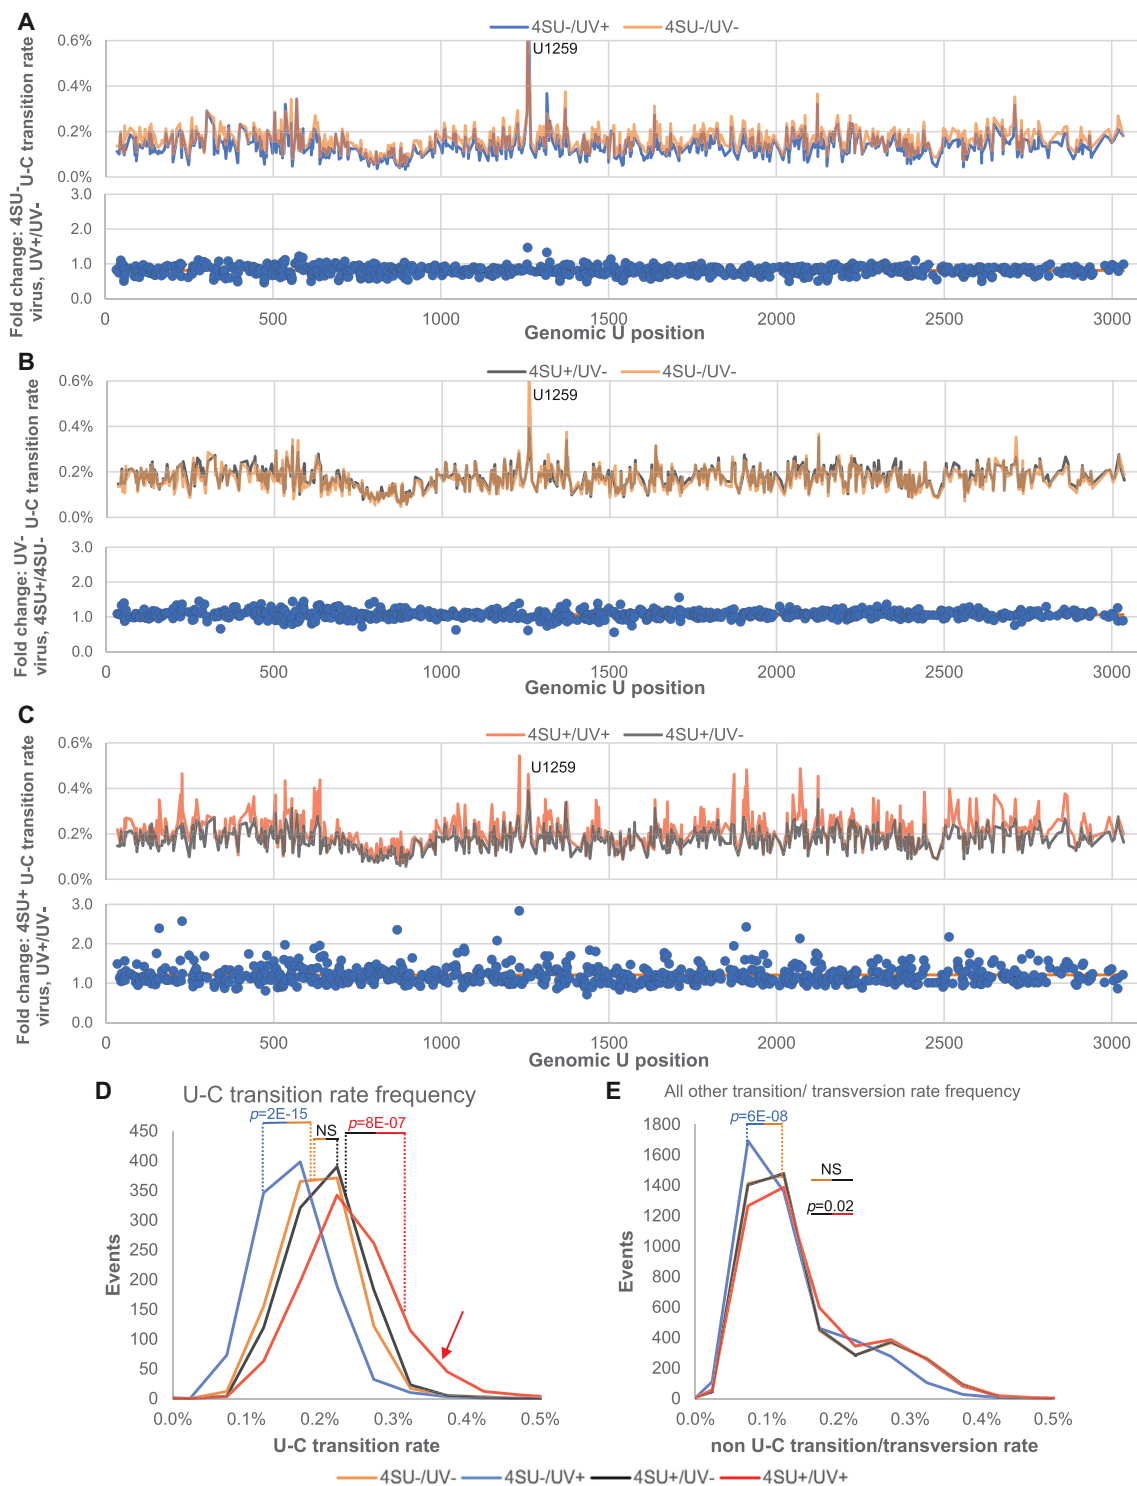 A
4SU-/UV+ 4SU-/UV-
0.6%
0.4%
0.2%
0.0%
U-C transition rate
U1259
3.0
2.0
1.0
0.0
Fold change: 4SU-
virus, UV+/UV-
0 500 1000 1500 2000 2500 3000
Genomic U position
B
4SU+/UV- 4SU-/UV-
0.6%
0.4%
0.2%
0.0%
U-C transition rate
U1259
3.0
2.0
1.0
0.0
Fold change: UV-
virus, 4SU+/4SU-
0 500 1000 1500 2000 2500 3000
Genomic U position
C
4SU+/UV+ 4SU+/UV-
0.6%
0.4%
0.2%
0.0%
U-C transition rate
U1259
3.0
2.0
1.0
0.0
Fold change: 4SU+
virus, UV+/UV-
0 500 1000 1500 2000 2500 3000
Genomic U position
D
U-C transition rate frequency
p=2E-15
NS
p=8E-07
450
400
350
300
250
200
150
100
50
0
Events
0.0% 0.1% 0.2% 0.3% 0.4% 0.5%
U-C transition rate
E
All other transition/ transversion rate frequency
p=6E-08
NS
p=0.02
1800
1600
1400
1200
1000
800
600
400
200
0
Events
0.0% 0.1% 0.2% 0.3% 0.4% 0.5%
non U-C transition/transversion rate
4SU-/UV- 4SU-/UV+ 4SU+/UV- 4SU+/UV+